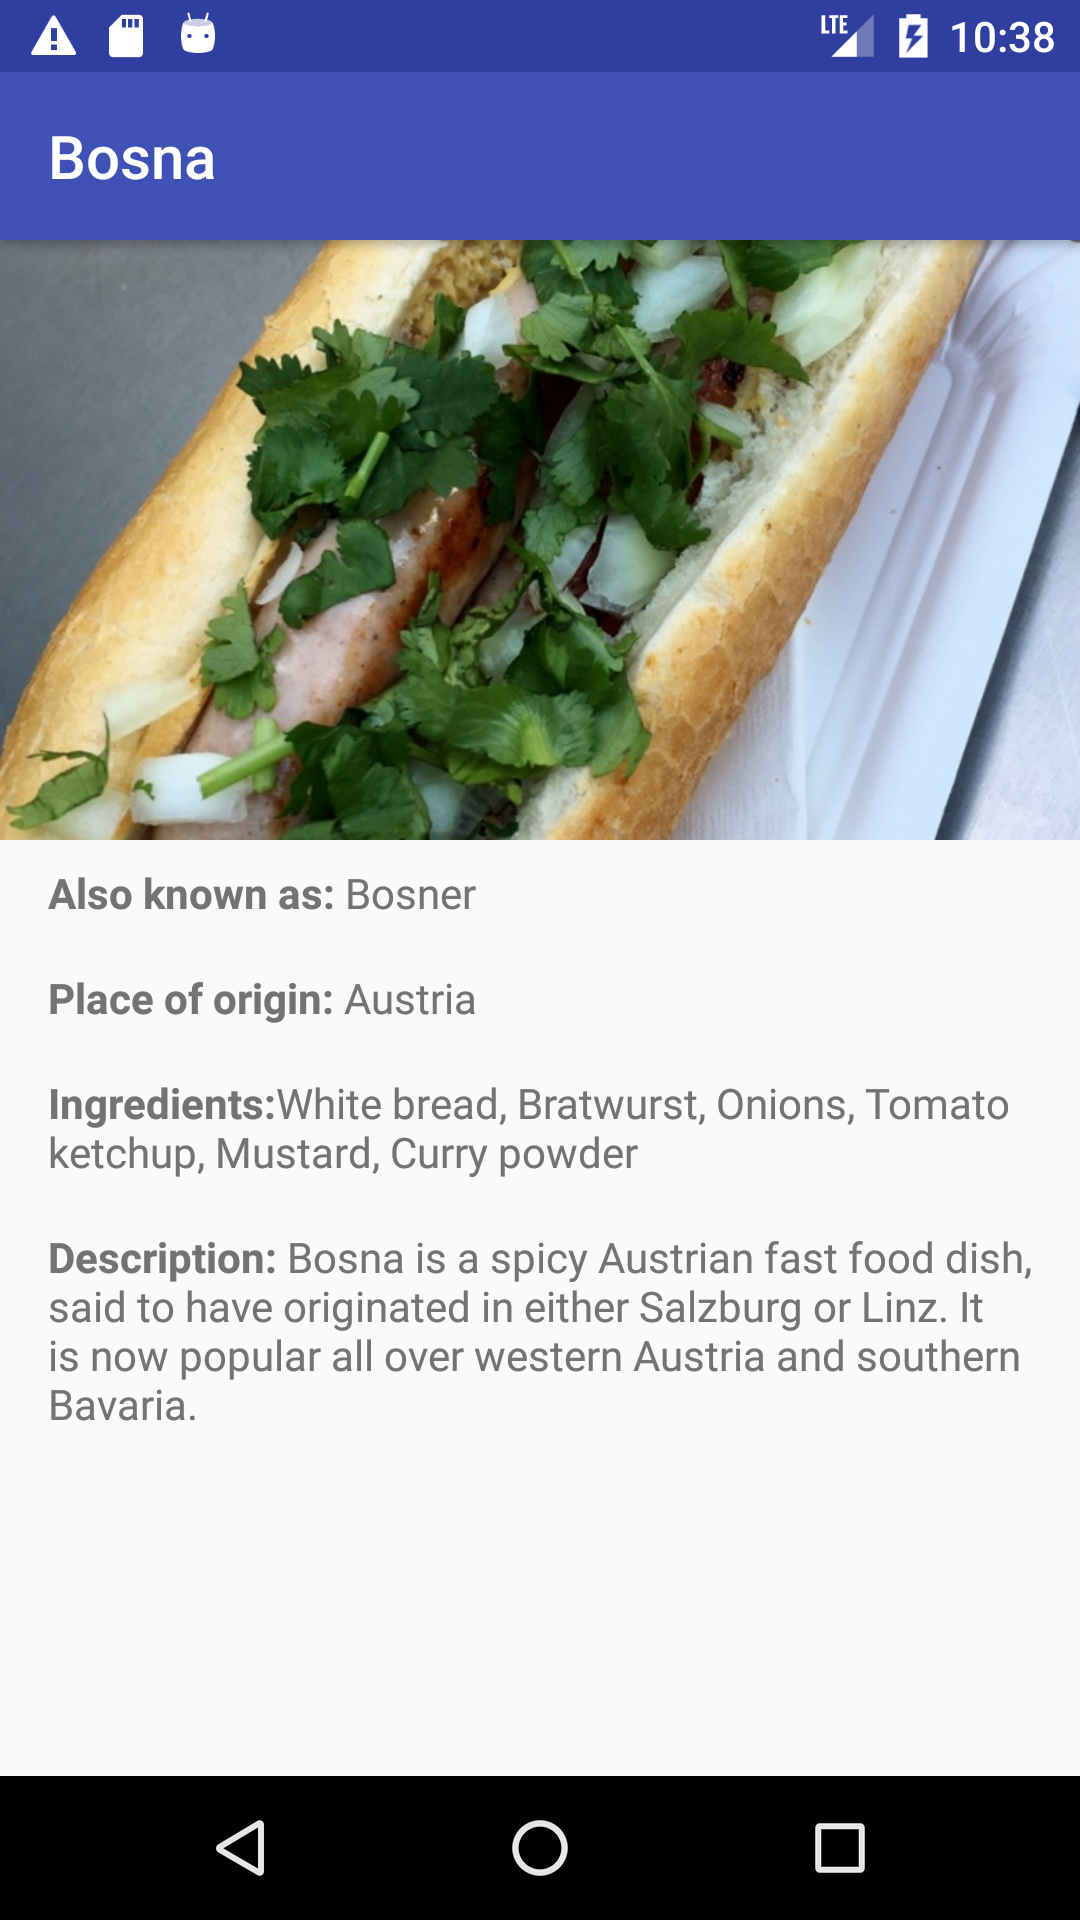 LTE 10:38
Bosna
Also known as: Bosner
Place of origin: Austria
Ingredients:White bread, Bratwurst, Onions, Tomato
ketchup, Mustard, Curry powder
Description: Bosna is a spicy Austrian fast food dish,
said to have originated in either Salzburg or Linz. It
is now popular all over western Austria and southern
Bavaria.